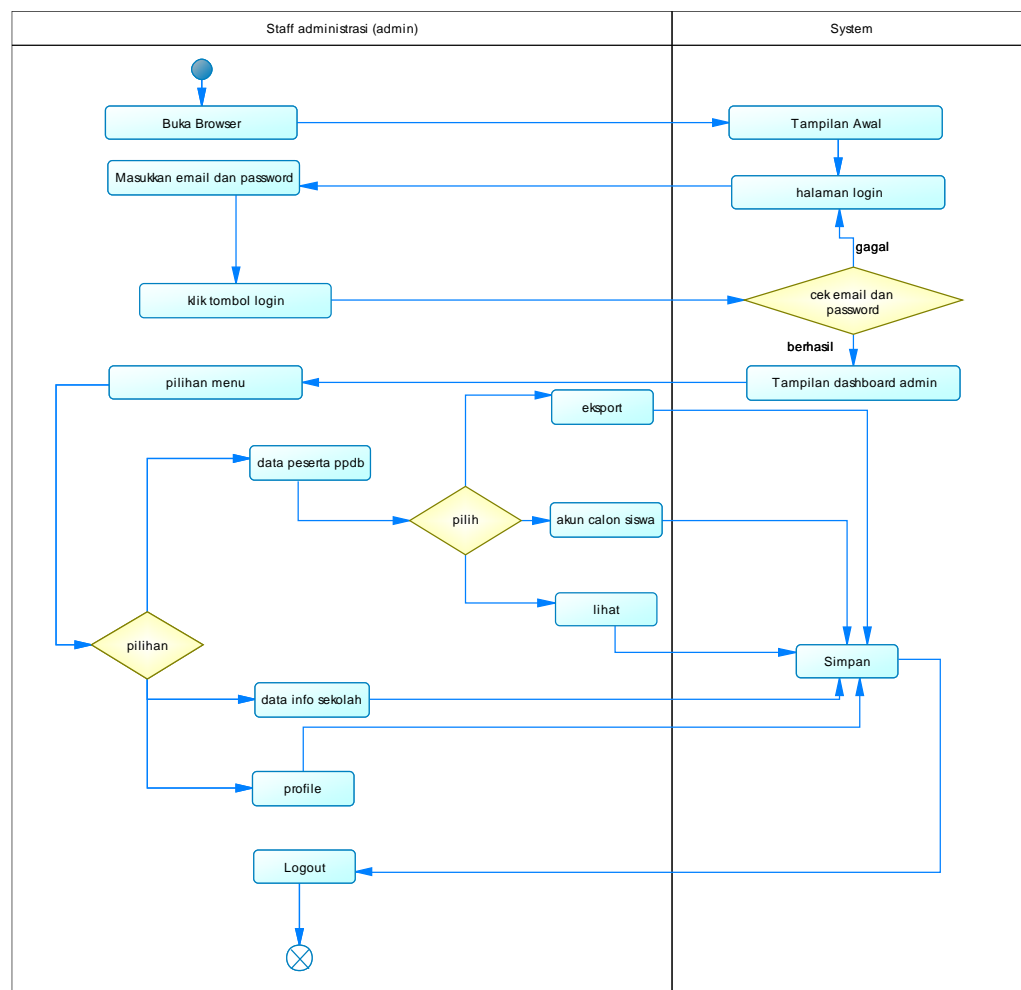 Staff administrasi (admin)
System
Buka Browser
Tampilan Awal
Masukkan email dan password
halaman login
gagal
klik tombol login
cek email dan
password
berhasil
pilihan menu
Tampilan dashboard admin
eksport
data peserta ppdb
pilih
akun calon siswa
lihat
pilihan
Simpan
data info sekolah
profile
Logout